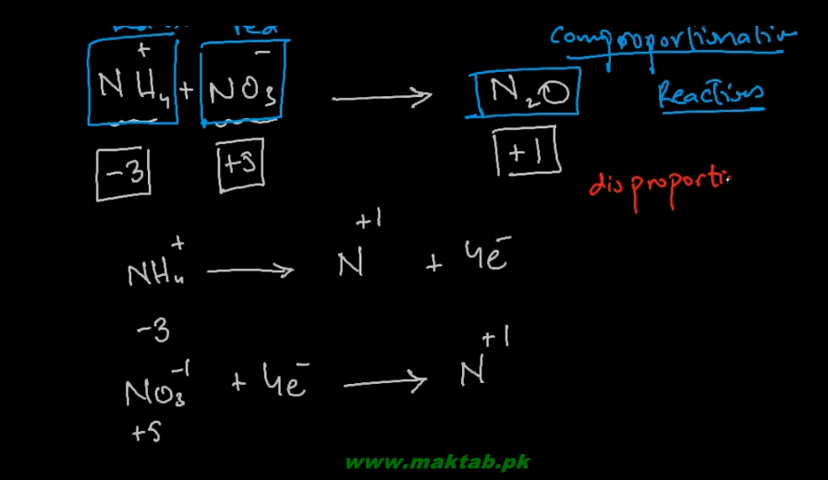 Comproportionation
NH₄⁺ + NO₃⁻ ⟶ N₂O
Reactions
-3 +5 +1
disproporti
NH₄⁺ ⟶ N⁺¹ + 4e⁻
-3
NO₃⁻¹ + 4e⁻ ⟶ N⁺¹
+5
www.maktab.pk